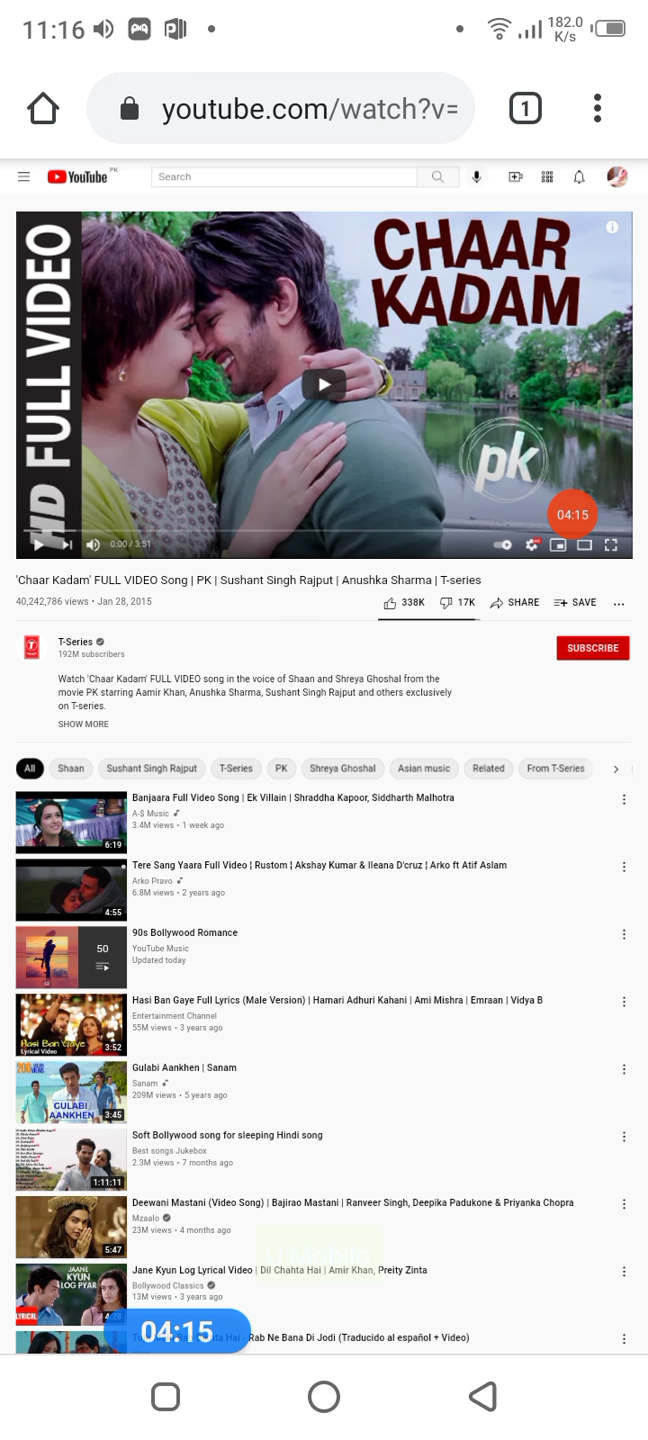 11:16
182.0
K/s
youtube.com/watch?v=
1
YouTube PK
Search
HD FULL VIDEO
CHAAR
KADAM
pk
04:15
0:00 / 3:51
'Chaar Kadam' FULL VIDEO Song | PK | Sushant Singh Rajput | Anushka Sharma | T-series
40,242,786 views • Jan 28, 2015
338K
17K
SHARE
SAVE
T-Series
192M subscribers
SUBSCRIBE
Watch 'Chaar Kadam' FULL VIDEO song in the voice of Shaan and Shreya Ghoshal from the
movie PK starring Aamir Khan, Anushka Sharma, Sushant Singh Rajput and others exclusively
on T-series.
SHOW MORE
All Shaan Sushant Singh Rajput T-Series PK Shreya Ghoshal Asian music Related From T-Series
Banjaara Full Video Song | Ek Villain | Shraddha Kapoor, Siddharth Malhotra
A-$ Music
3.4M views • 1 week ago
6:19
Tere Sang Yaara Full Video ¦ Rustom ¦ Akshay Kumar & Ileana D'cruz ¦ Arko ft Atif Aslam
Arko Pravo
6.8M views • 2 years ago
4:55
90s Bollywood Romance
YouTube Music
Updated today
50
Hasi Ban Gaye Full Lyrics (Male Version) | Hamari Adhuri Kahani | Ami Mishra | Emraan | Vidya B
Entertainment Channel
55M views • 3 years ago
Hasi Ban Gaye
Lyrical Video
3:52
Gulabi Aankhen | Sanam
Sanam
209M views • 5 years ago
GULABI
AANKHEN
3:45
Soft Bollywood song for sleeping Hindi song
Best songs Jukebox
2.3M views • 7 months ago
1:11:11
Deewani Mastani (Video Song) | Bajirao Mastani | Ranveer Singh, Deepika Padukone & Priyanka Chopra
Mzaalo
23M views • 4 months ago
5:47
Jane Kyun Log Lyrical Video | Dil Chahta Hai | Amir Khan, Preity Zinta
Bollywood Classics
13M views • 3 years ago
JAANE
KYUN
LOG PYAR
LYRICAL
4:28
04:15
Hai - Rab Ne Bana Di Jodi (Traducido al español + Video)